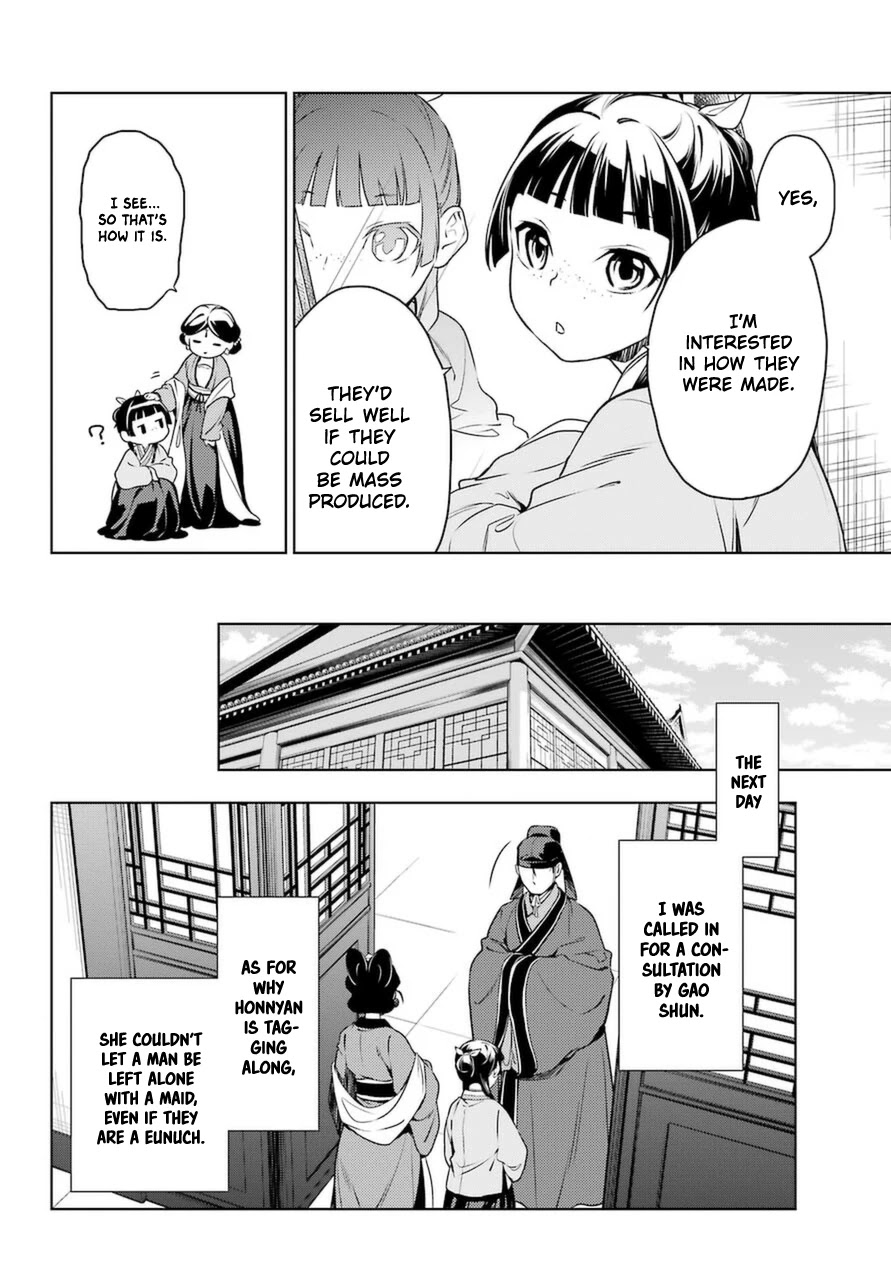 YES,
I'M
INTERESTED
IN HOW THEY
WERE MADE.
THEY'D
SELL WELL
IF THEY
COULD
BE MASS
PRODUCED.
I SEE...
SO THAT'S
HOW IT IS.
?
THE
NEXT
DAY
I WAS
CALLED IN
FOR A CON-
SULTATION
BY GAO
SHUN.
AS FOR
WHY
HONNYAN
IS TAG-
GING
ALONG,
SHE COULDN'T
LET A MAN BE
LEFT ALONE
WITH A MAID,
EVEN IF THEY
ARE A EUNUCH.